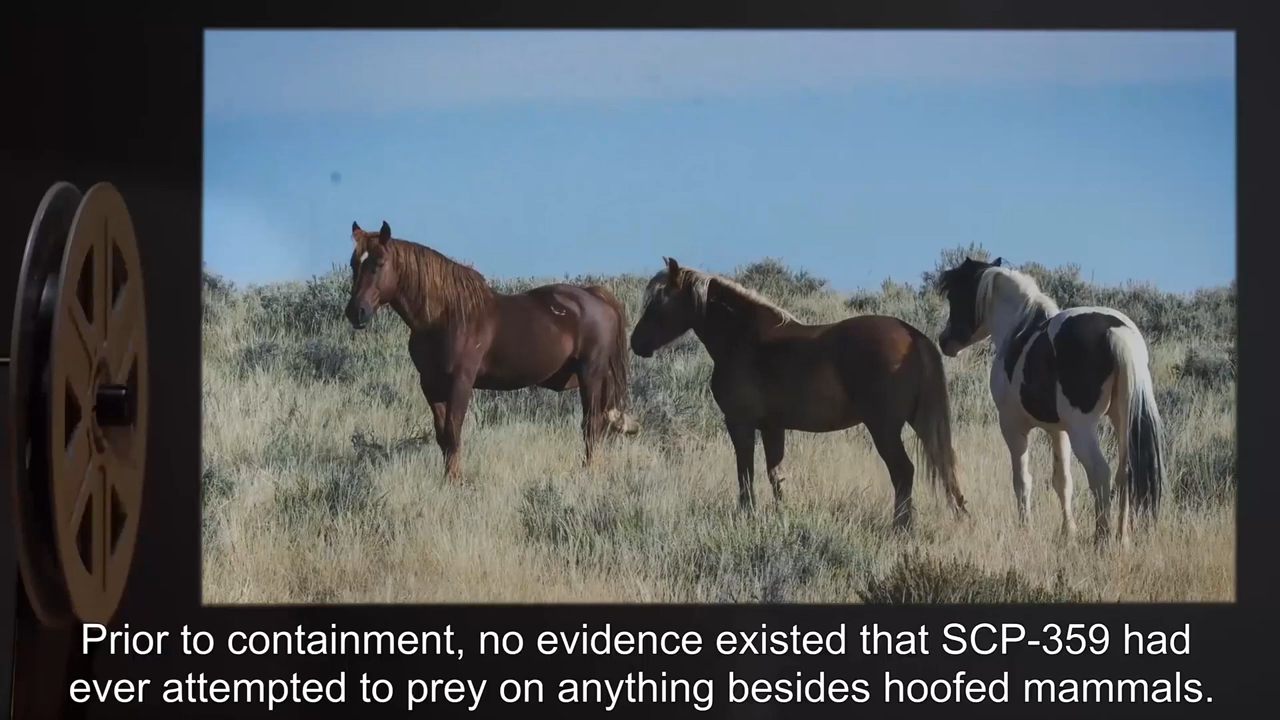 Prior to containment, no evidence existed that SCP-359 had
ever attempted to prey on anything besides hoofed mammals.